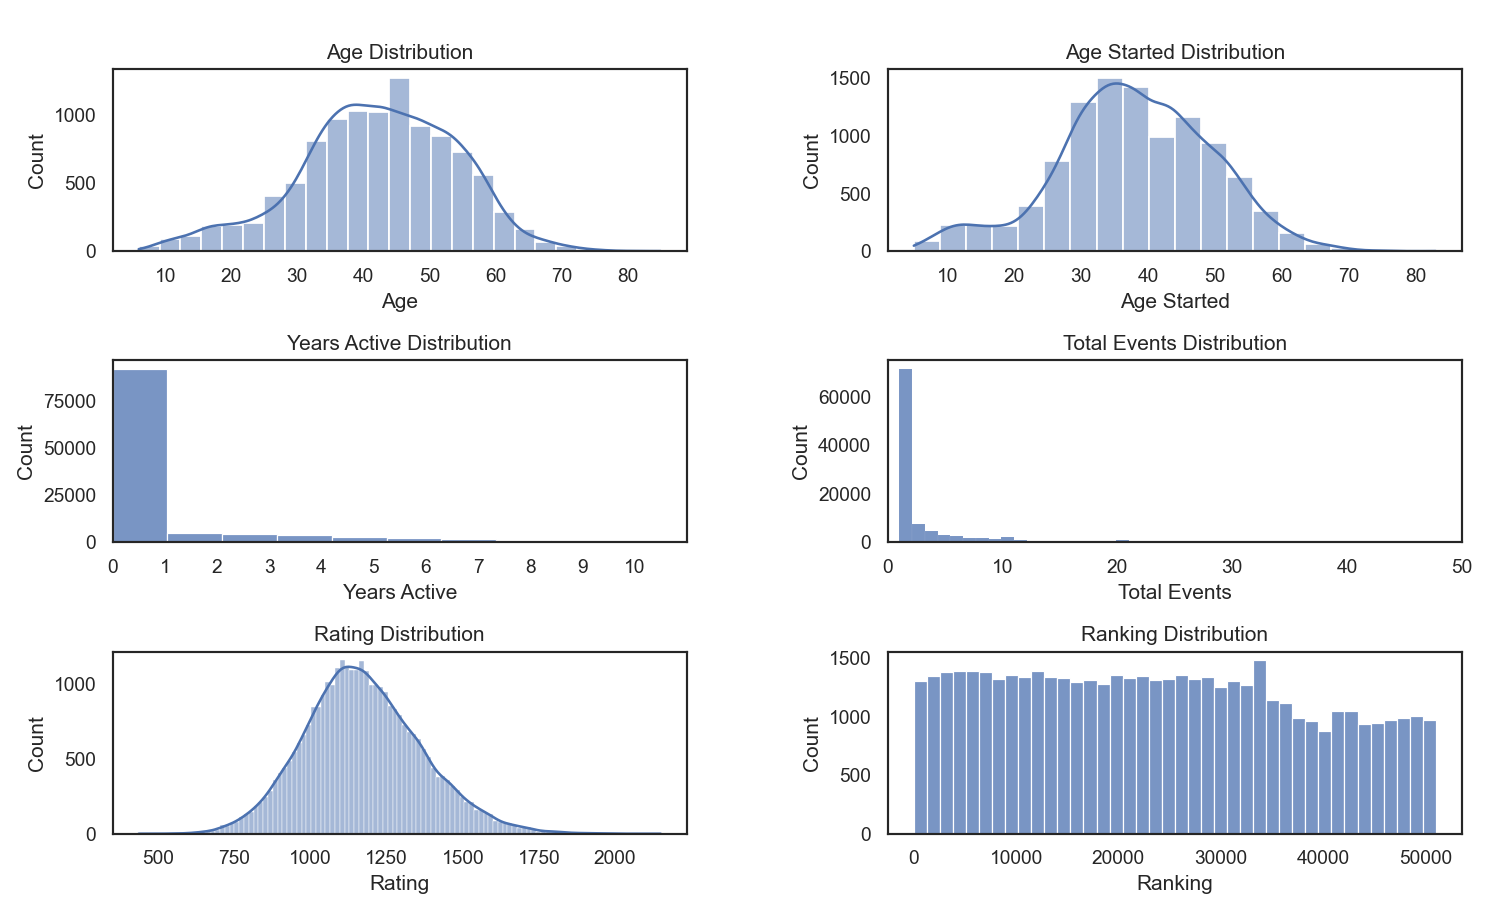 Age Distribution
Count
1000
500
0
10 20 30 40 50 60 70 80
Age
Age Started Distribution
Count
1500
1000
500
0
10 20 30 40 50 60 70 80
Age Started
Years Active Distribution
Count
75000
50000
25000
0
0 1 2 3 4 5 6 7 8 9 10
Years Active
Total Events Distribution
Count
60000
40000
20000
0
0 10 20 30 40 50
Total Events
Rating Distribution
Count
1000
500
0
500 750 1000 1250 1500 1750 2000
Rating
Ranking Distribution
Count
1500
1000
500
0
0 10000 20000 30000 40000 50000
Ranking